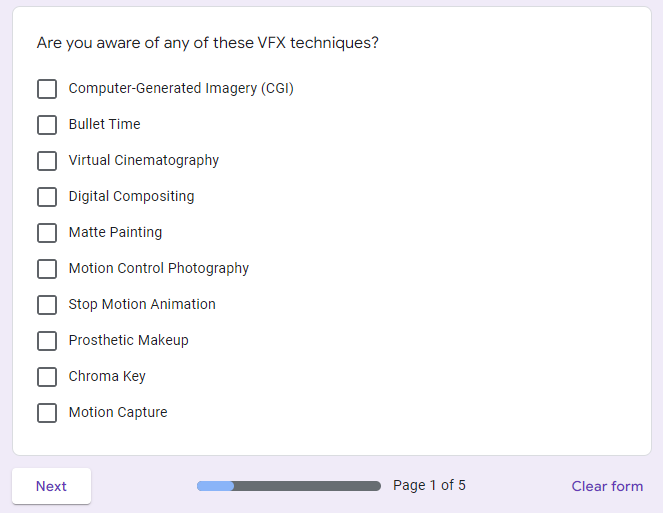 Are you aware of any of these VFX techniques?
Computer-Generated Imagery (CGI)
Bullet Time
Virtual Cinematography
Digital Compositing
Matte Painting
Motion Control Photography
Stop Motion Animation
Prosthetic Makeup
Chroma Key
Motion Capture
Next
Page 1 of 5
Clear form